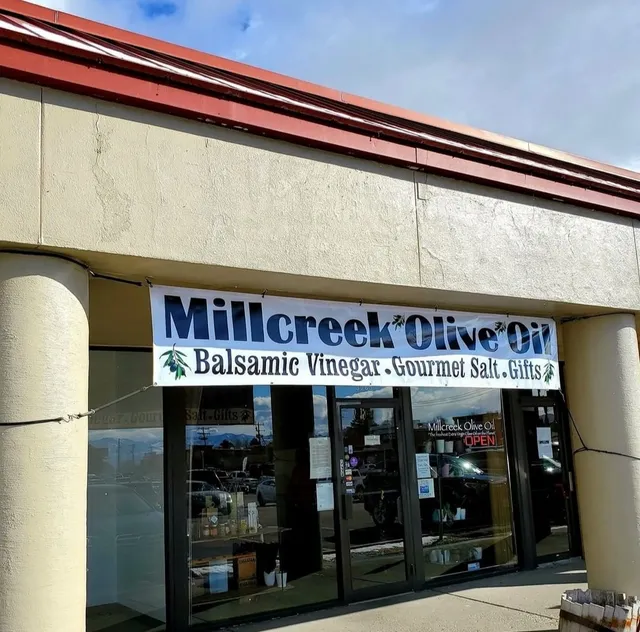 Millcreek Olive Oil
Balsamic Vinegar • Gourmet Salt • Gifts
Millcreek Olive Oil
OPEN